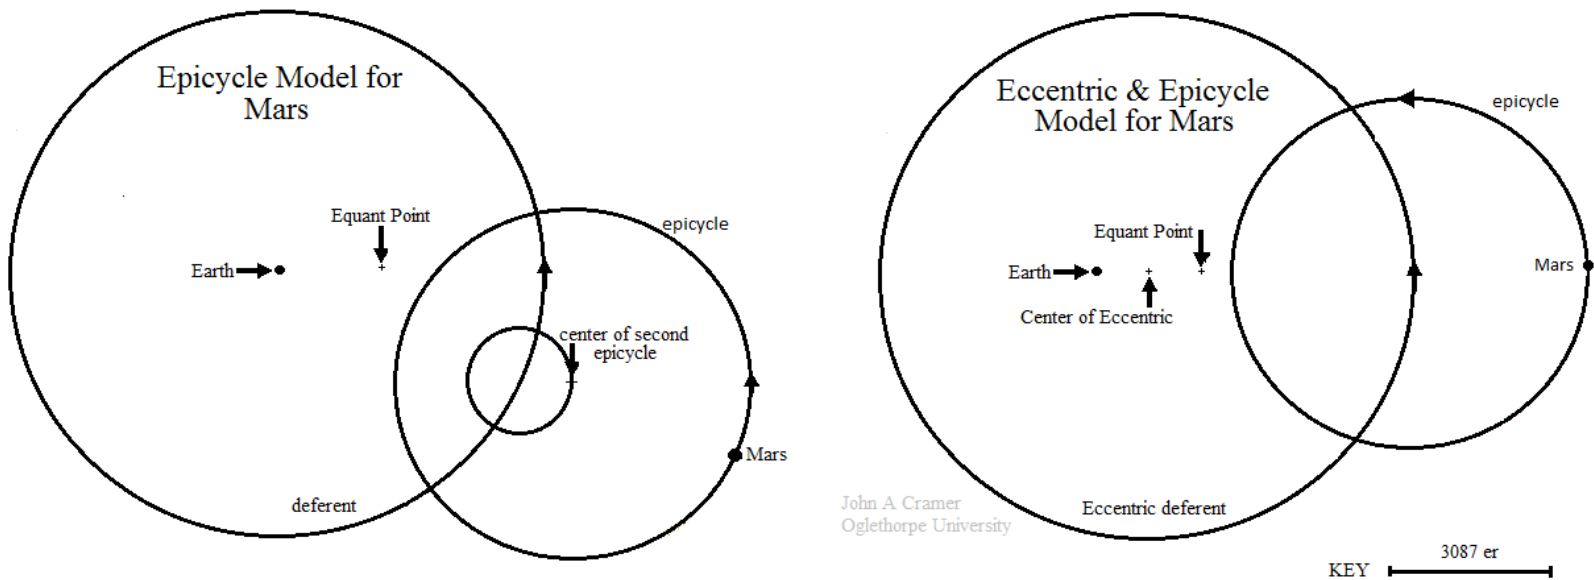 Epicycle Model for
Mars
Equant Point
Earth
epicycle
center of second
epicycle
Mars
deferent
Eccentric & Epicycle
Model for Mars
epicycle
Equant Point
Earth
Mars
Center of Eccentric
Eccentric deferent
John A Cramer
Oglethorpe University
3087 er
KEY